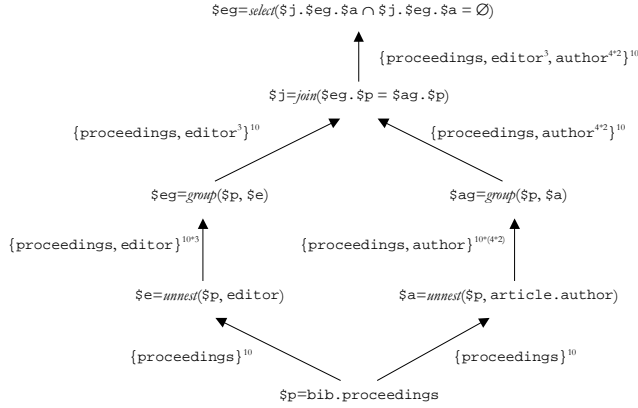 $eg=select($j.$eg.$a ∩ $j.$eg.$a = ∅)
{proceedings, editor³, author⁴*²}¹⁰
$j=join($eg.$p = $ag.$p)
{proceedings, editor³}¹⁰ {proceedings, author⁴*²}¹⁰
$eg=group($p, $e) $ag=group($p, $a)
{proceedings, editor}¹⁰*³ {proceedings, author}¹⁰*⁽⁴*²⁾
$e=unnest($p, editor) $a=unnest($p, article.author)
{proceedings}¹⁰ {proceedings}¹⁰
$p=bib.proceedings